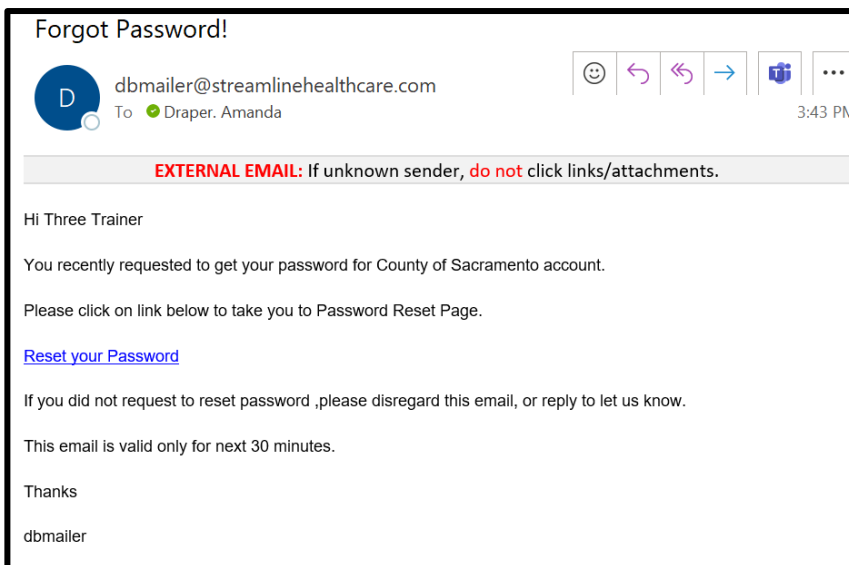 Forgot Password!
D
dbmailer@streamlinehealthcare.com
To Draper. Amanda
3:43 PM
EXTERNAL EMAIL: If unknown sender, do not click links/attachments.
Hi Three Trainer
You recently requested to get your password for County of Sacramento account.
Please click on link below to take you to Password Reset Page.
Reset your Password
If you did not request to reset password ,please disregard this email, or reply to let us know.
This email is valid only for next 30 minutes.
Thanks
dbmailer